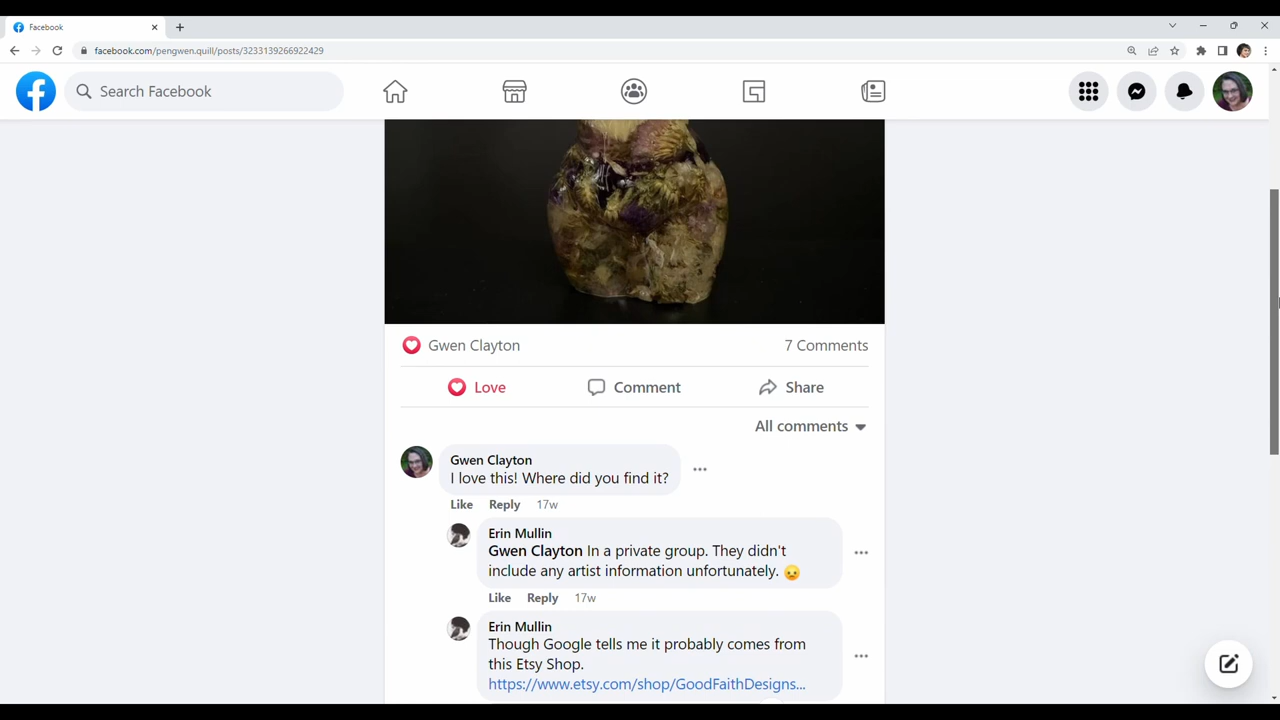 Facebook
facebook.com/pengwen.quill/posts/3233139266922429
Search Facebook
Gwen Clayton
7 Comments
Love
Comment
Share
All comments
Gwen Clayton
I love this! Where did you find it?
Like Reply 17w
Erin Mullin
Gwen Clayton In a private group. They didn't
include any artist information unfortunately.
Like Reply 17w
Erin Mullin
Though Google tells me it probably comes from
this Etsy Shop.
https://www.etsy.com/shop/GoodFaithDesigns...